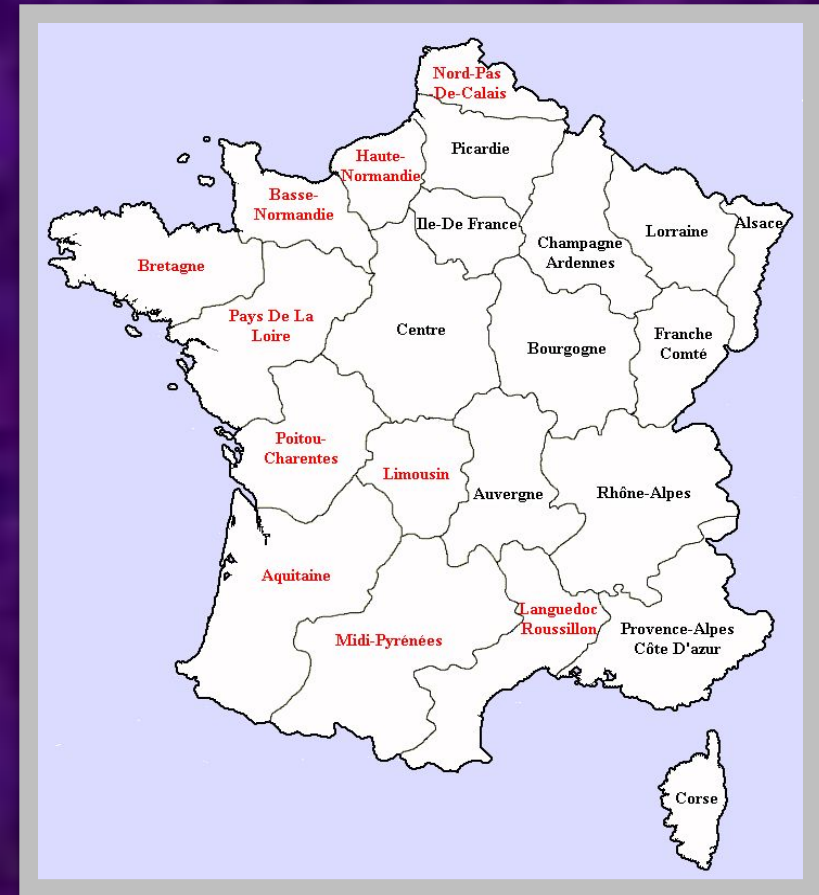 Nord-Pas
-De-Calais
Picardie
Haute-
Normandie
Basse-
Normandie
Ile-De France
Champagne
Ardennes
Lorraine
Alsace
Bretagne
Pays De La
Loire
Centre
Bourgogne
Franche
Comté
Poitou-
Charentes
Limousin
Auvergne
Rhône-Alpes
Aquitaine
Midi-Pyrénées
Languedoc
Roussillon
Provence-Alpes
Côte D'azur
Corse